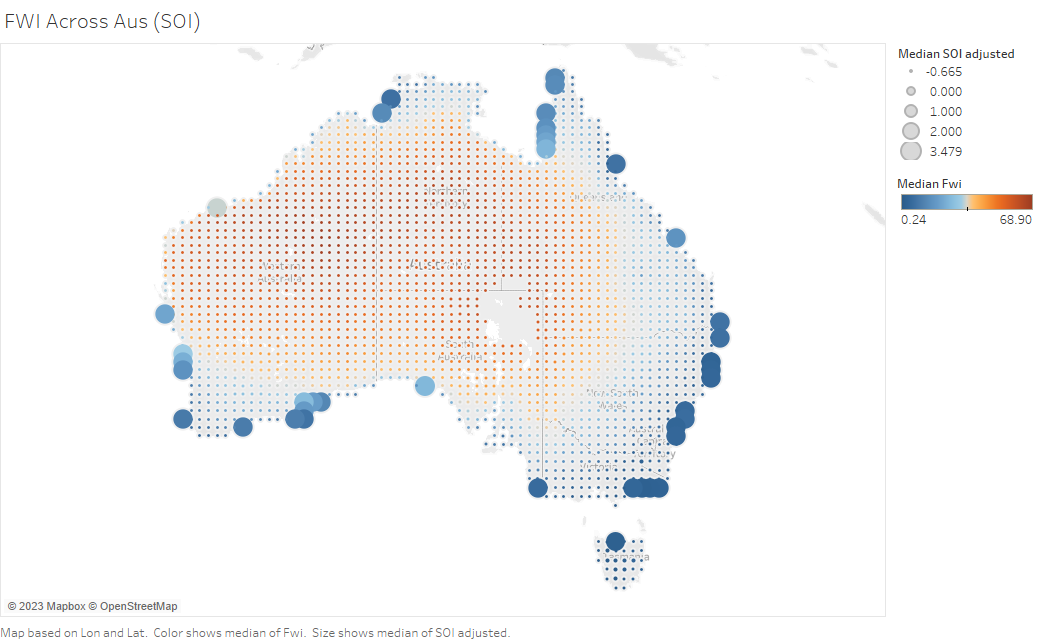 FWI Across Aus (SOI)
Median SOI adjusted
-0.665
0.000
1.000
2.000
3.479
Median Fwi
0.24 68.90
Northern
Territory
Queensland
Western
Australia
AUSTRALIA
South
Australia
New South
Wales
Victoria
Tasmania
© 2023 Mapbox © OpenStreetMap
Map based on Lon and Lat. Color shows median of Fwi. Size shows median of SOI adjusted.